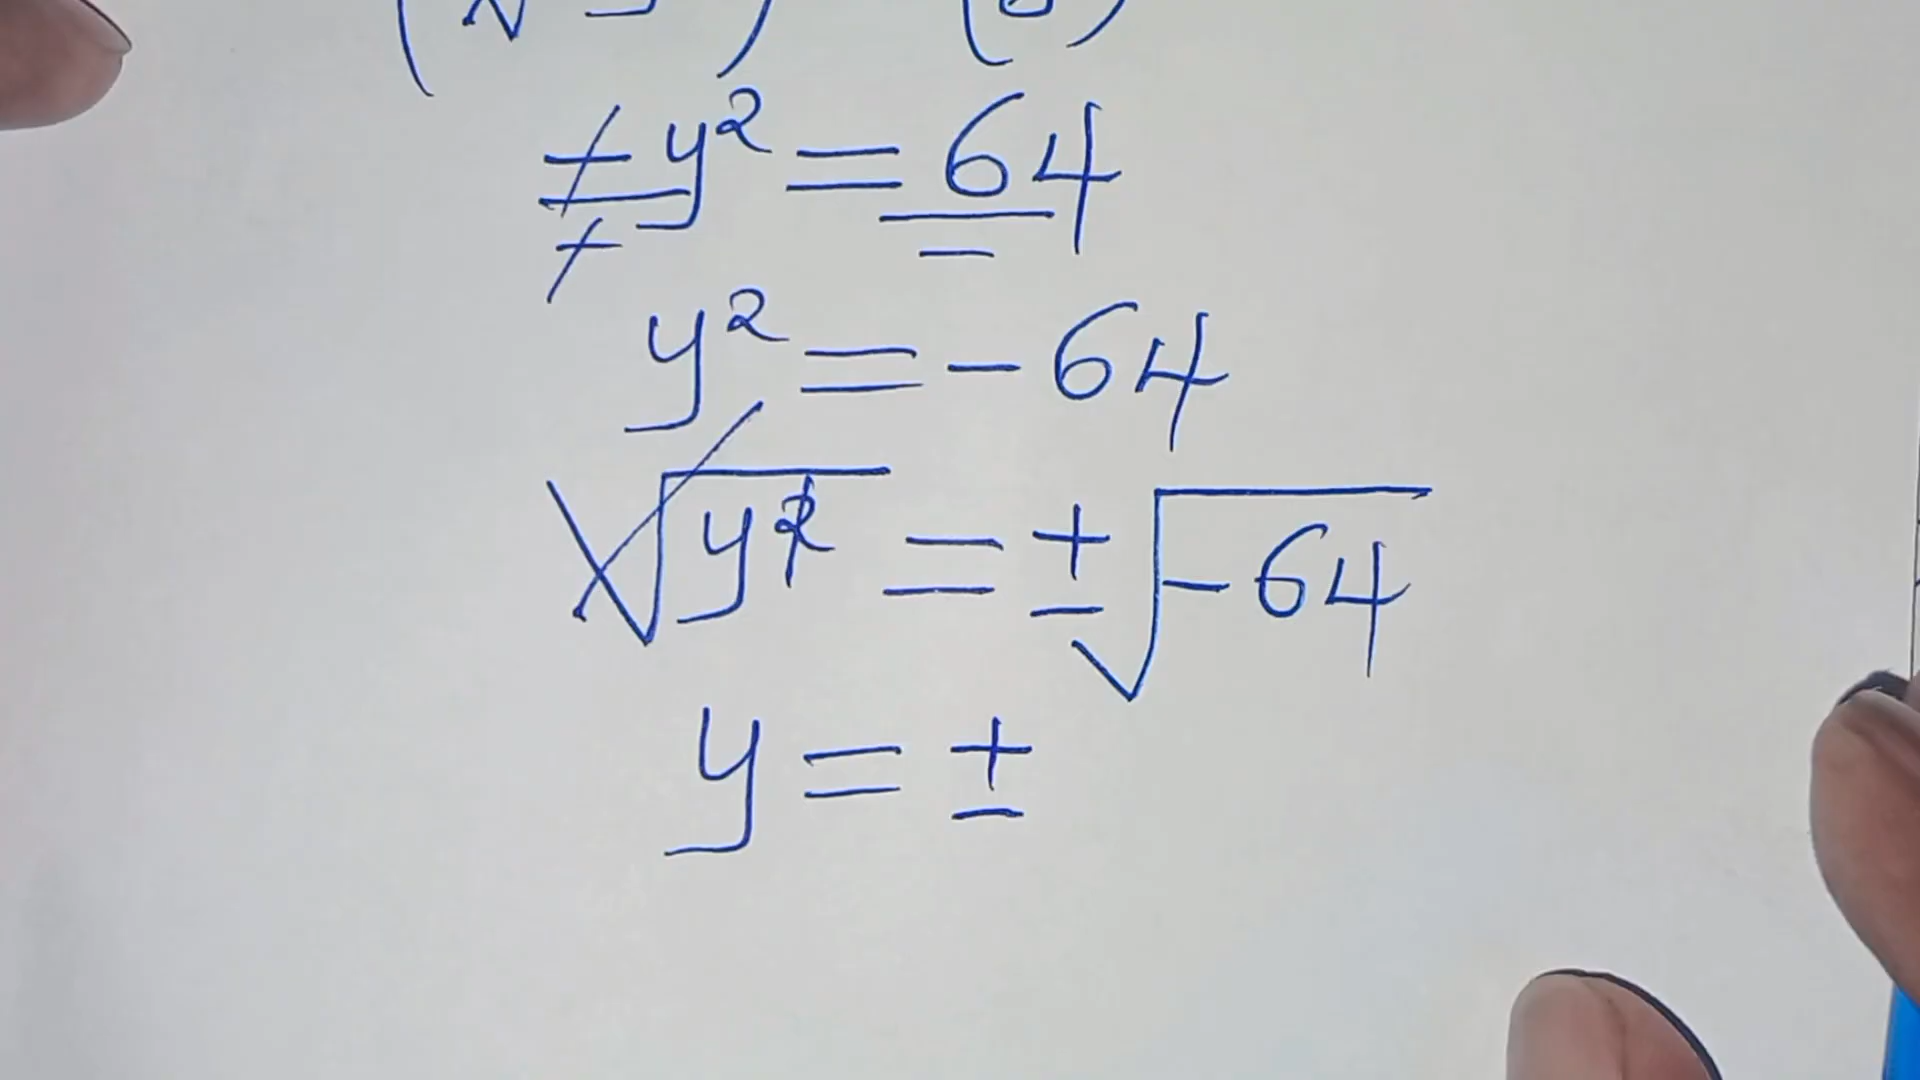 -y² = 64
- -
y² = -64
√y² = ±√-64
y = ±